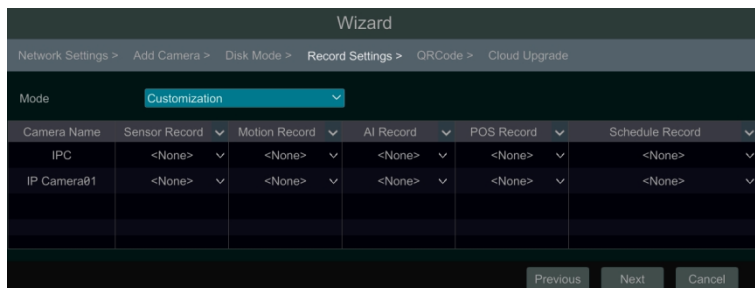 Wizard
Network Settings > Add Camera > Disk Mode > Record Settings > QRCode > Cloud Upgrade
Mode Customization
Camera Name Sensor Record Motion Record AI Record POS Record Schedule Record
IPC <None> <None> <None> <None> <None>
IP Camera01 <None> <None> <None> <None> <None>
Previous Next Cancel